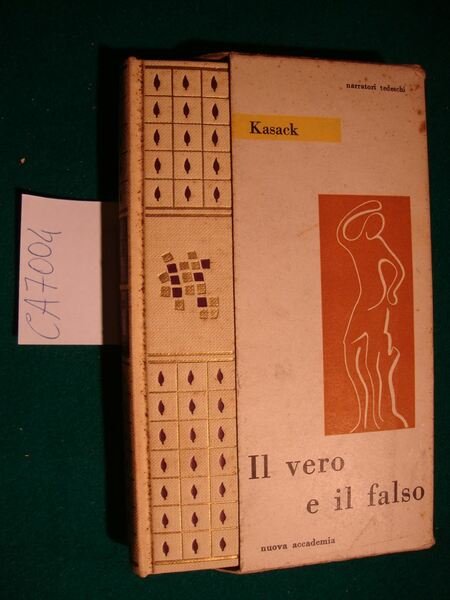 narratori tedeschi
Kasack
CA7004
Il vero
e il falso
nuova accademia